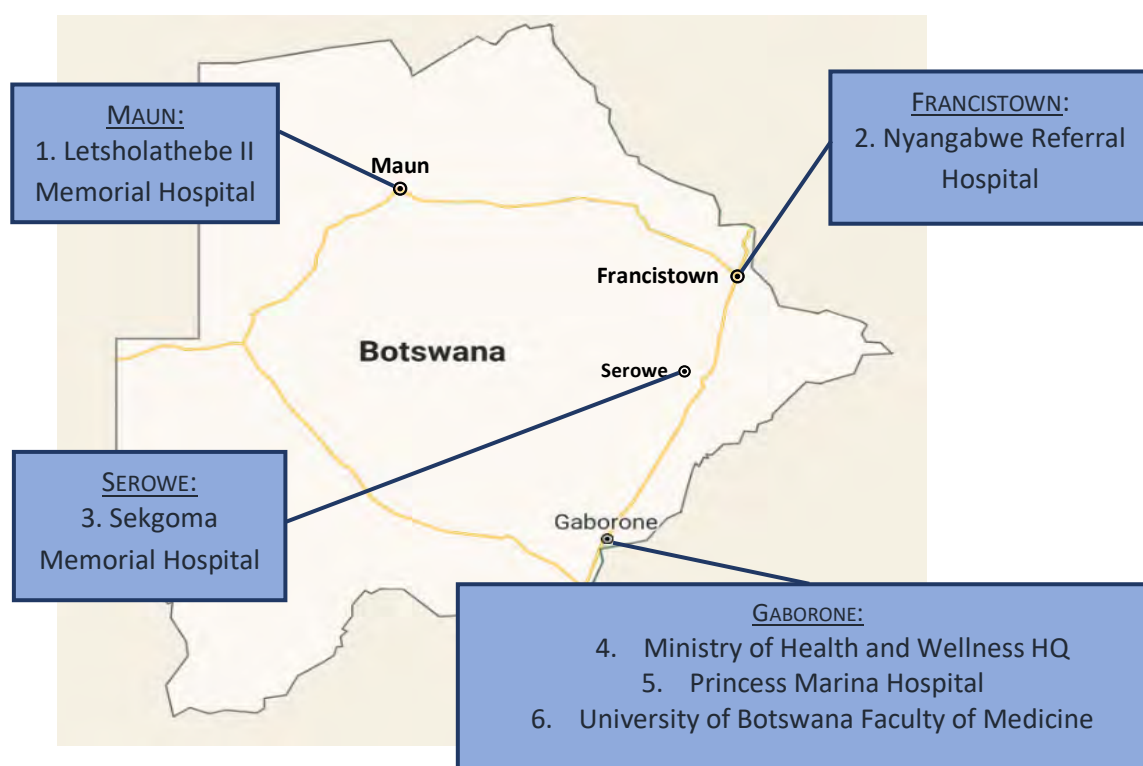 MAUN:
1. Letsholathebe II
Memorial Hospital
FRANCISTOWN:
2. Nyangabwe Referral
Hospital
Maun
Francistown
Botswana
Serowe
SEROWE:
3. Sekgoma
Memorial Hospital
Gaborone
GABORONE:
4. Ministry of Health and Wellness HQ
5. Princess Marina Hospital
6. University of Botswana Faculty of Medicine